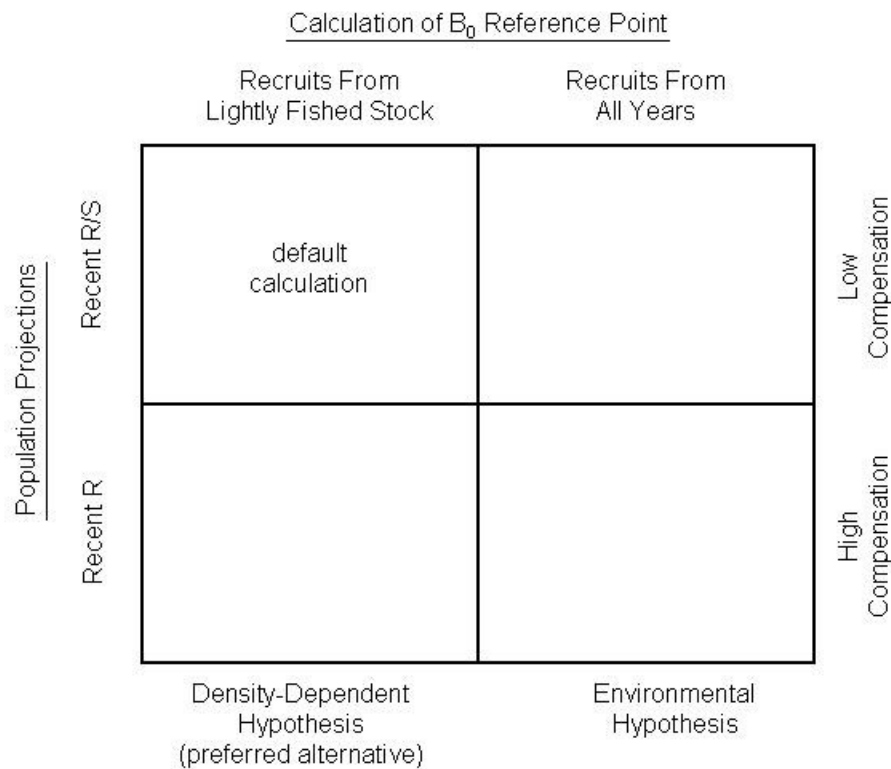 Calculation of B0 Reference Point
Recruits From
Lightly Fished Stock
Recruits From
All Years
Population Projections
Recent R/S
default
calculation
Low
Compensation
Recent R
High
Compensation
Density-Dependent
Hypothesis
(preferred alternative)
Environmental
Hypothesis